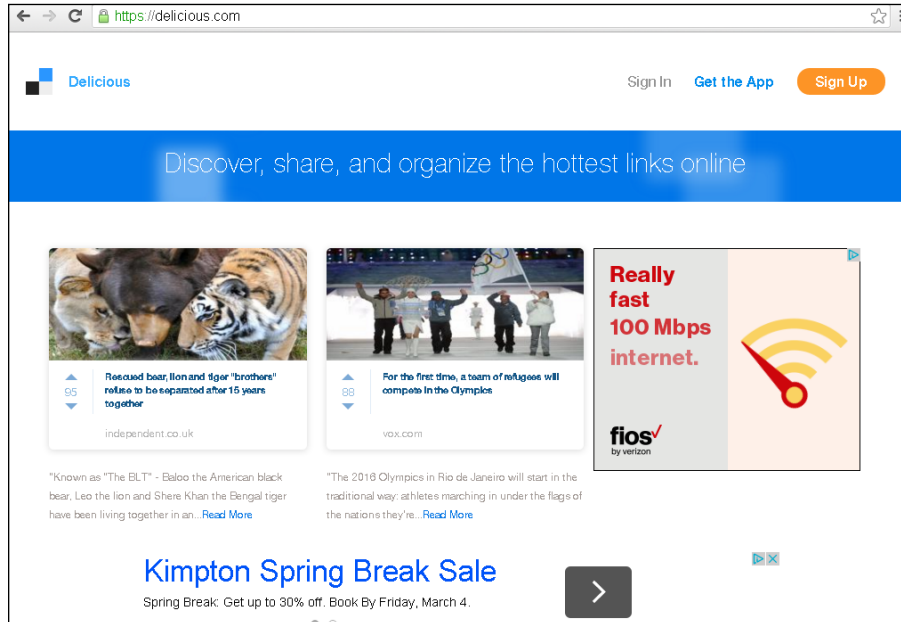 https://delicious.com
Delicious
Sign In
Get the App
Sign Up
Discover, share, and organize the hottest links online
95
Rescued bear, lion and tiger "brothers"
refuse to be separated after 15 years
together
independent.co.uk
88
For the first time, a team of refugees will
compete in the Olympics
vox.com
Really
fast
100 Mbps
internet.
fios✓
by verizon
"Known as "The BLT" - Baloo the American black
bear, Leo the lion and Shere Khan the Bengal tiger
have been living together in an...Read More
"The 2016 Olympics in Rio de Janeiro will start in the
traditional way: athletes marching in under the flags of
the nations they're...Read More
Kimpton Spring Break Sale
Spring Break: Get up to 30% off. Book By Friday, March 4.